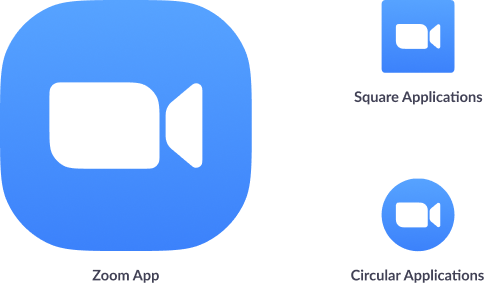 Square Applications
Zoom App
Circular Applications